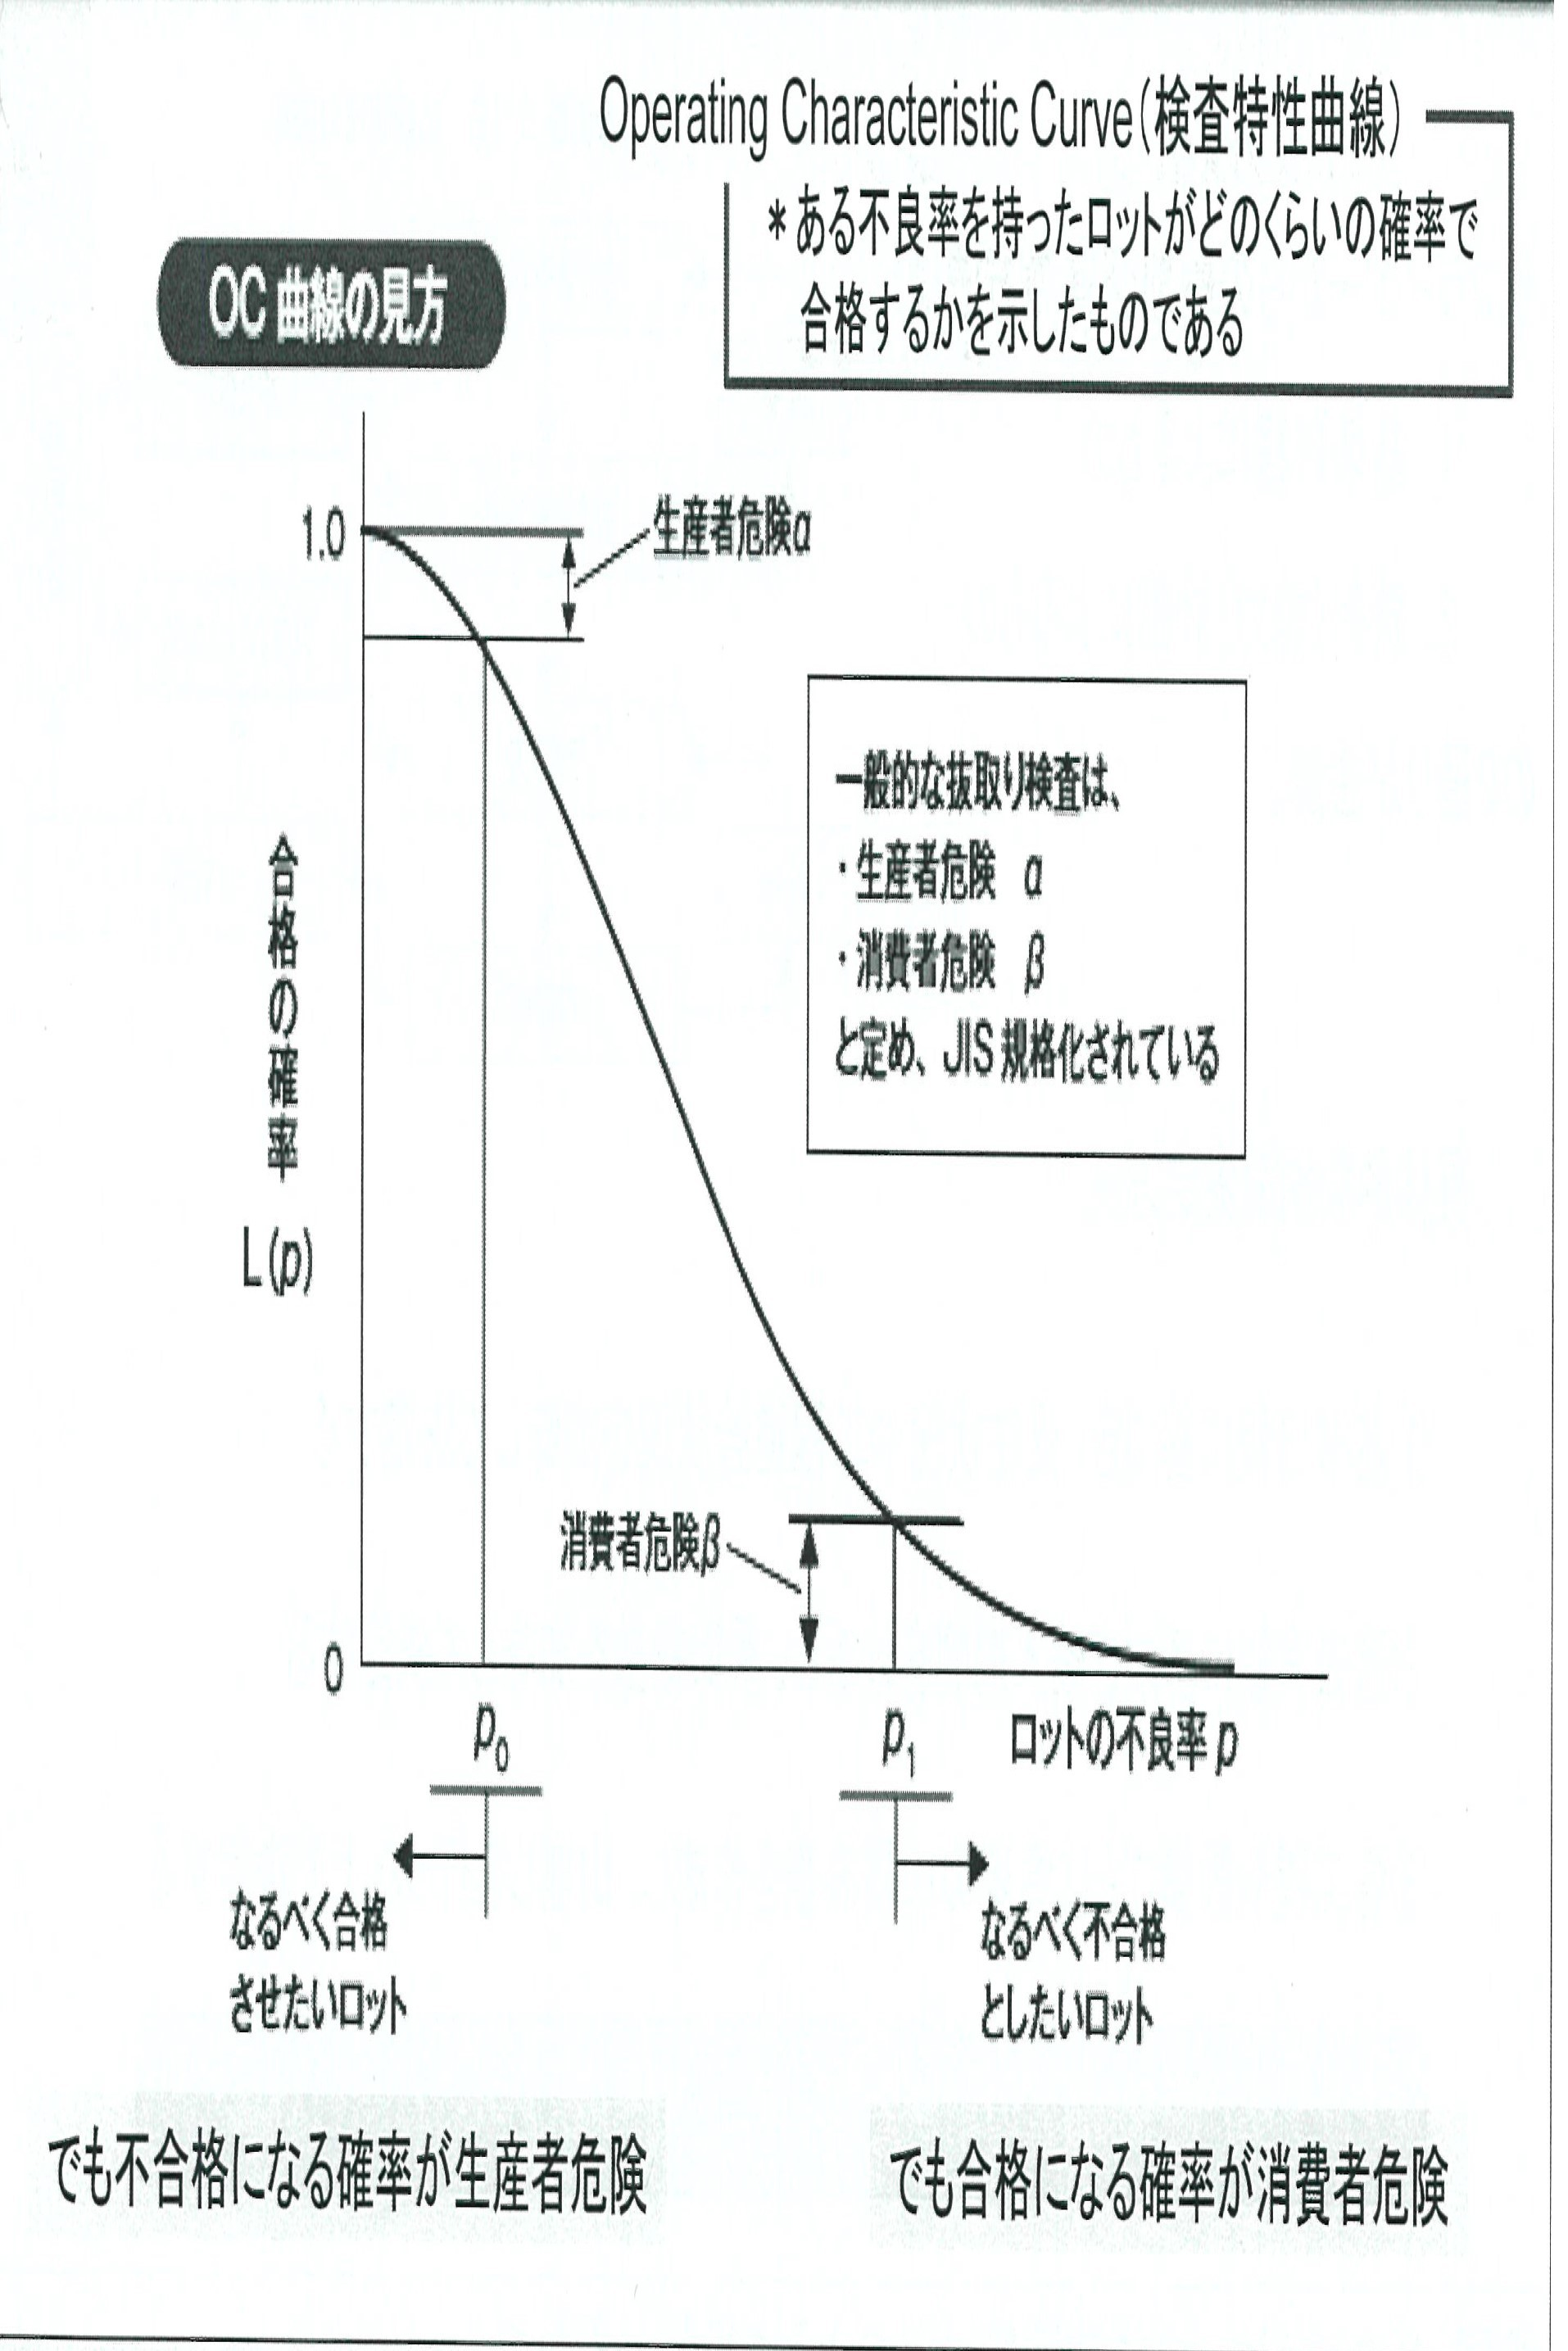 Operating Characteristic Curve(検査特性曲線)
*ある不良率を持ったロットがどのくらいの確率で
合格するかを示したものである
OC 曲線の見方
1.0
生産者危険α
一般的な抜取り検査は、
・生産者危険 α
・消費者危険 β
と定め、JIS 規格化されている
合格の確率 L(p)
消費者危険β
0
p0
p1
ロットの不良率 p
なるべく合格
させたいロット
なるべく不合格
としたいロット
でも不合格になる確率が生産者危険
でも合格になる確率が消費者危険